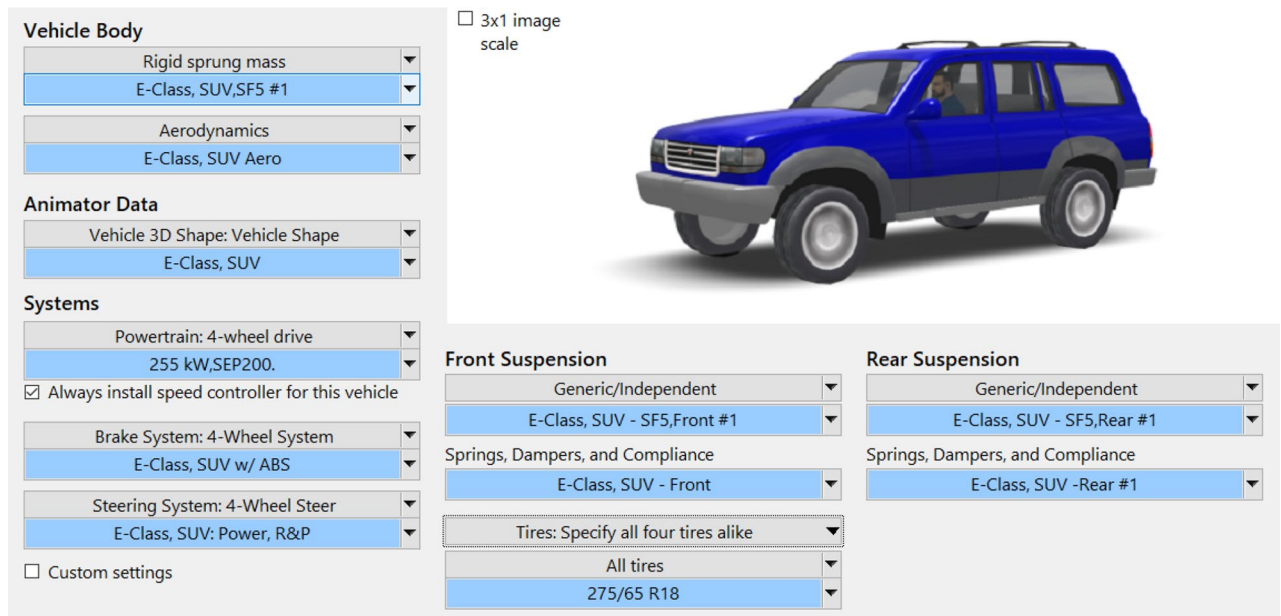 Vehicle Body
Rigid sprung mass
E-Class, SUV,SF5 #1
Aerodynamics
E-Class, SUV Aero
Animator Data
Vehicle 3D Shape: Vehicle Shape
E-Class, SUV
Systems
Powertrain: 4-wheel drive
255 kW,SEP200.
Always install speed controller for this vehicle
Brake System: 4-Wheel System
E-Class, SUV w/ ABS
Steering System: 4-Wheel Steer
E-Class, SUV: Power, R&P
Custom settings
3x1 image
scale
Front Suspension
Generic/Independent
E-Class, SUV - SF5,Front #1
Springs, Dampers, and Compliance
E-Class, SUV - Front
Tires: Specify all four tires alike
All tires
275/65 R18
Rear Suspension
Generic/Independent
E-Class, SUV - SF5,Rear #1
Springs, Dampers, and Compliance
E-Class, SUV -Rear #1